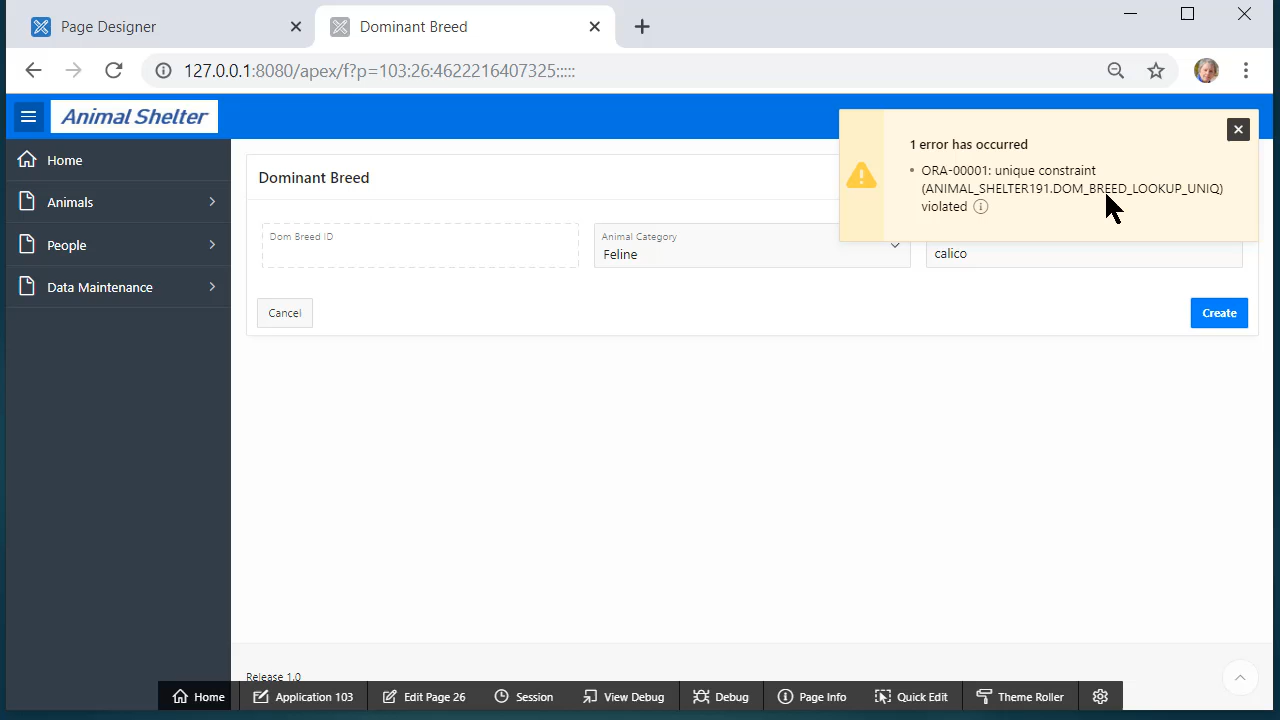 Page Designer
Dominant Breed
127.0.0.1:8080/apex/f?p=103:26:4622216407325:::::
Animal Shelter
Home
Animals
People
Data Maintenance
Dominant Breed
1 error has occurred
ORA-00001: unique constraint
(ANIMAL_SHELTER191.DOM_BREED_LOOKUP_UNIQ)
violated
Dom Breed ID
Animal Category
Feline
calico
Cancel
Create
Release 1.0
Home
Application 103
Edit Page 26
Session
View Debug
Debug
Page Info
Quick Edit
Theme Roller